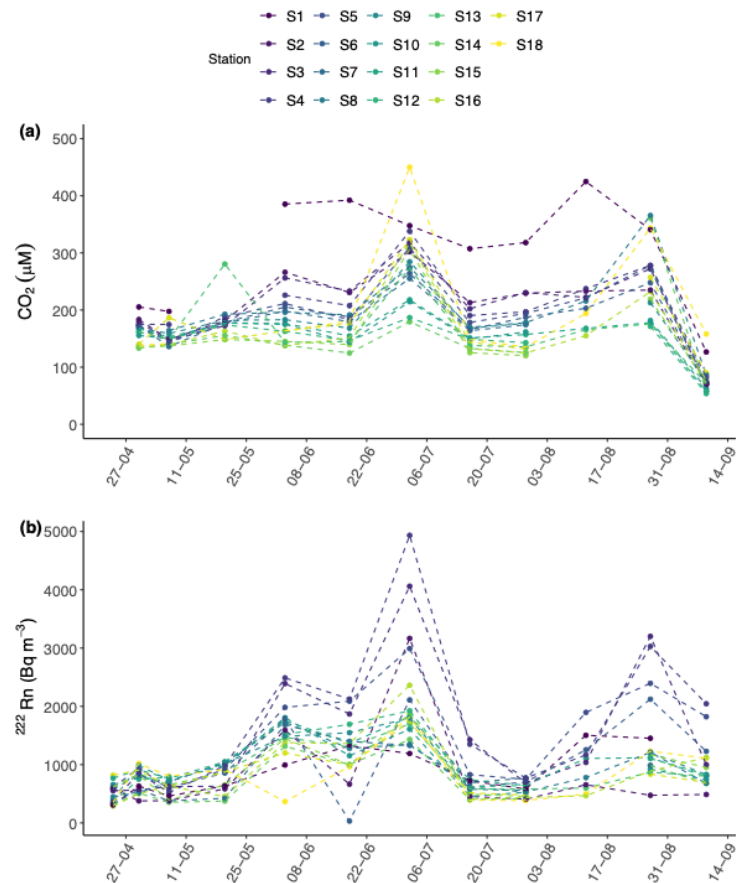 S1 S5 S9 S13 S17
S2 S6 S10 S14 S18
Station
S3 S7 S11 S15
S4 S8 S12 S16
(a)
500
400
300
200
100
0
CO₂ (μM)
27−04 11−05 25−05 08−06 22−06 06−07 20−07 03−08 17−08 31−08 14−09
(b)
5000
4000
3000
2000
1000
0
²²²Rn (Bq m⁻³)
27−04 11−05 25−05 08−06 22−06 06−07 20−07 03−08 17−08 31−08 14−09